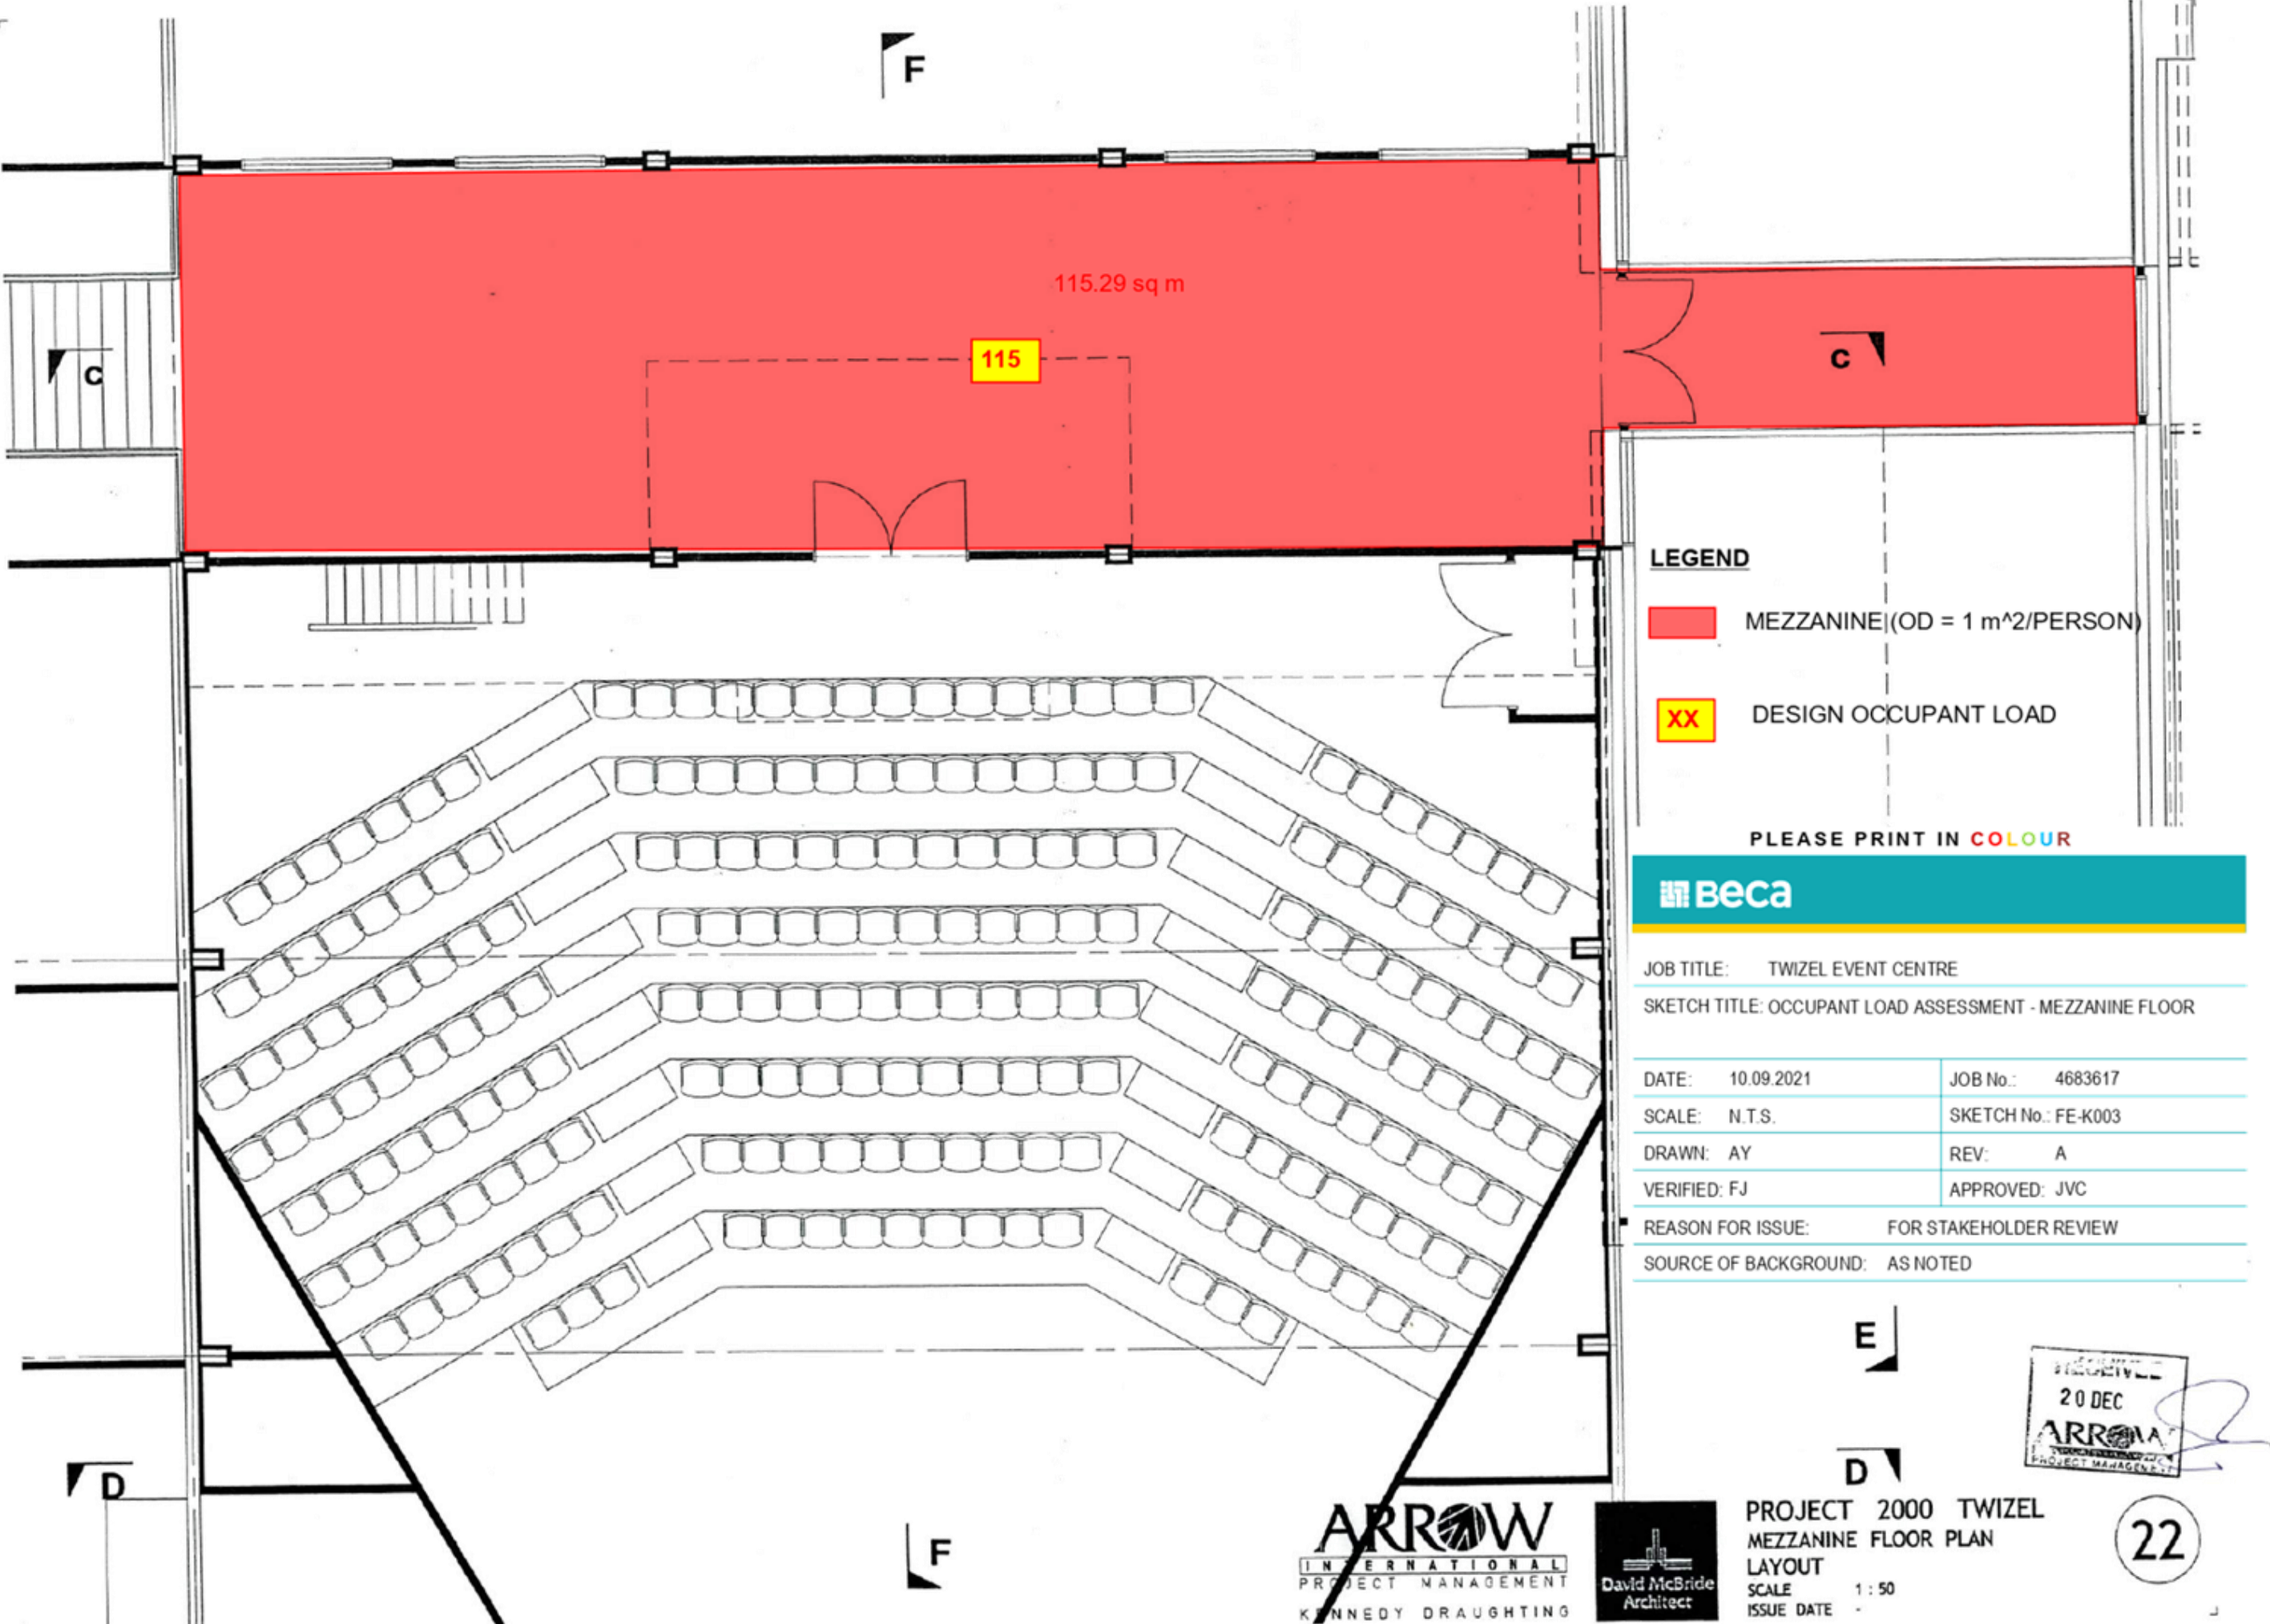 F
115.29 sq m
115
C
C
LEGEND
MEZZANINE (OD = 1 m^2/PERSON)
XX
DESIGN OCCUPANT LOAD
PLEASE PRINT IN COLOUR
Beca
JOB TITLE: TWIZEL EVENT CENTRE
SKETCH TITLE: OCCUPANT LOAD ASSESSMENT - MEZZANINE FLOOR
DATE: 10.09.2021 JOB No.: 4683617
SCALE: N.T.S. SKETCH No.: FE-K003
DRAWN: AY REV: A
VERIFIED: FJ APPROVED: JVC
REASON FOR ISSUE: FOR STAKEHOLDER REVIEW
SOURCE OF BACKGROUND: AS NOTED
E
20 DEC
ARROW
PROJECT MANAGEMENT
D
D
F
ARROW
INTERNATIONAL
PROJECT MANAGEMENT
KENNEDY DRAUGHTING
David McBride
Architect
PROJECT 2000 TWIZEL
MEZZANINE FLOOR PLAN
LAYOUT
SCALE 1 : 50
ISSUE DATE -
22